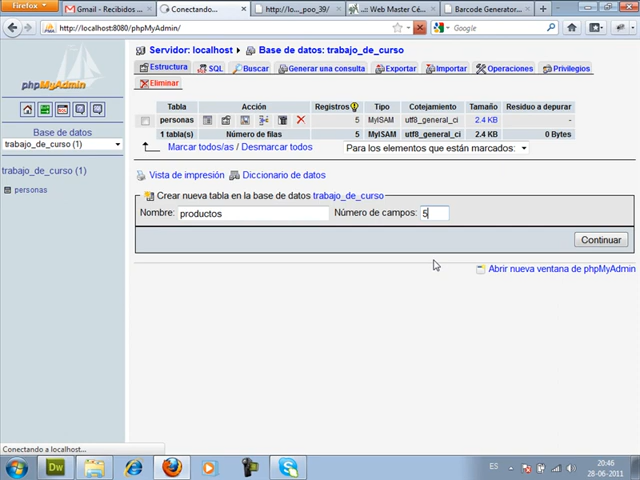 Firefox
Gmail - Recibidos
Conectando...
http://lo..._poo_39/
.:: Web Master Cé...
Barcode Generator...
http://localhost:8080/phpMyAdmin/
Google
phpMyAdmin
Base de datos
trabajo_de_curso (1)
trabajo_de_curso (1)
personas
Servidor: localhost
Base de datos: trabajo_de_curso
Estructura
SQL
Buscar
Generar una consulta
Exportar
Importar
Operaciones
Privilegios
Eliminar
Tabla Acción Registros Tipo Cotejamiento Tamaño Residuo a depurar
personas 5 MyISAM utf8_general_ci 2.4 KB -
1 tabla(s) Número de filas 5 MyISAM utf8_general_ci 2.4 KB 0 Bytes
Marcar todos/as / Desmarcar todos
Para los elementos que están marcados:
Vista de impresión Diccionario de datos
Crear nueva tabla en la base de datos trabajo_de_curso
Nombre: productos Número de campos: 5
Continuar
Abrir nueva ventana de phpMyAdmin
Conectando a localhost...
Dw
ES
20:46
28-06-2011